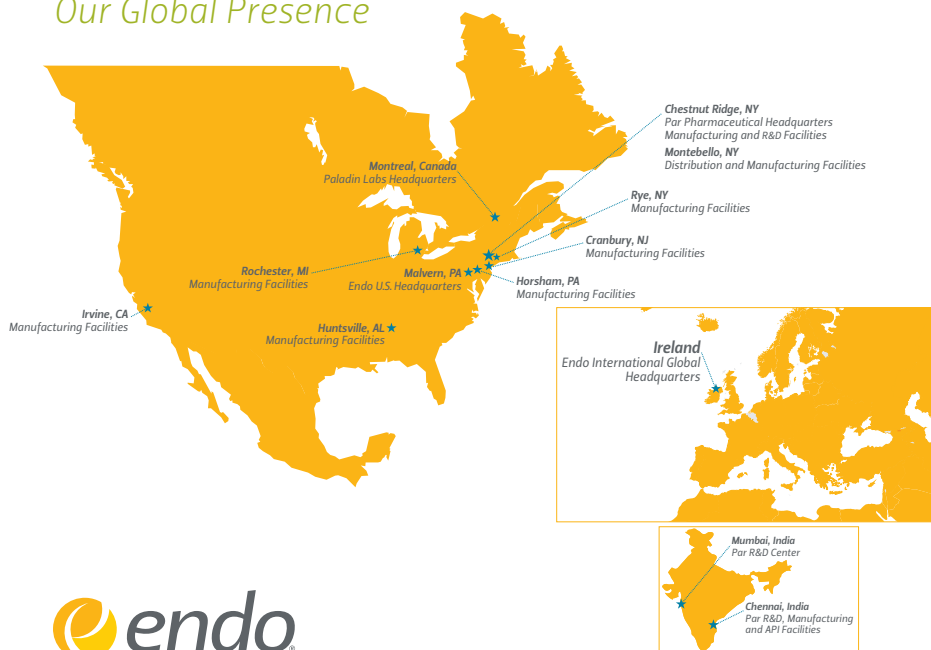 Our Global Presence
Chestnut Ridge, NY
Par Pharmaceutical Headquarters
Manufacturing and R&D Facilities
Montebello, NY
Distribution and Manufacturing Facilities
Montreal, Canada
Paladin Labs Headquarters
Rye, NY
Manufacturing Facilities
Cranbury, NJ
Manufacturing Facilities
Rochester, MI
Manufacturing Facilities
Malvern, PA
Endo U.S. Headquarters
Horsham, PA
Manufacturing Facilities
Irvine, CA
Manufacturing Facilities
Huntsville, AL
Manufacturing Facilities
Ireland
Endo International Global
Headquarters
Mumbai, India
Par R&D Center
Chennai, India
Par R&D, Manufacturing
and API Facilities
endo®